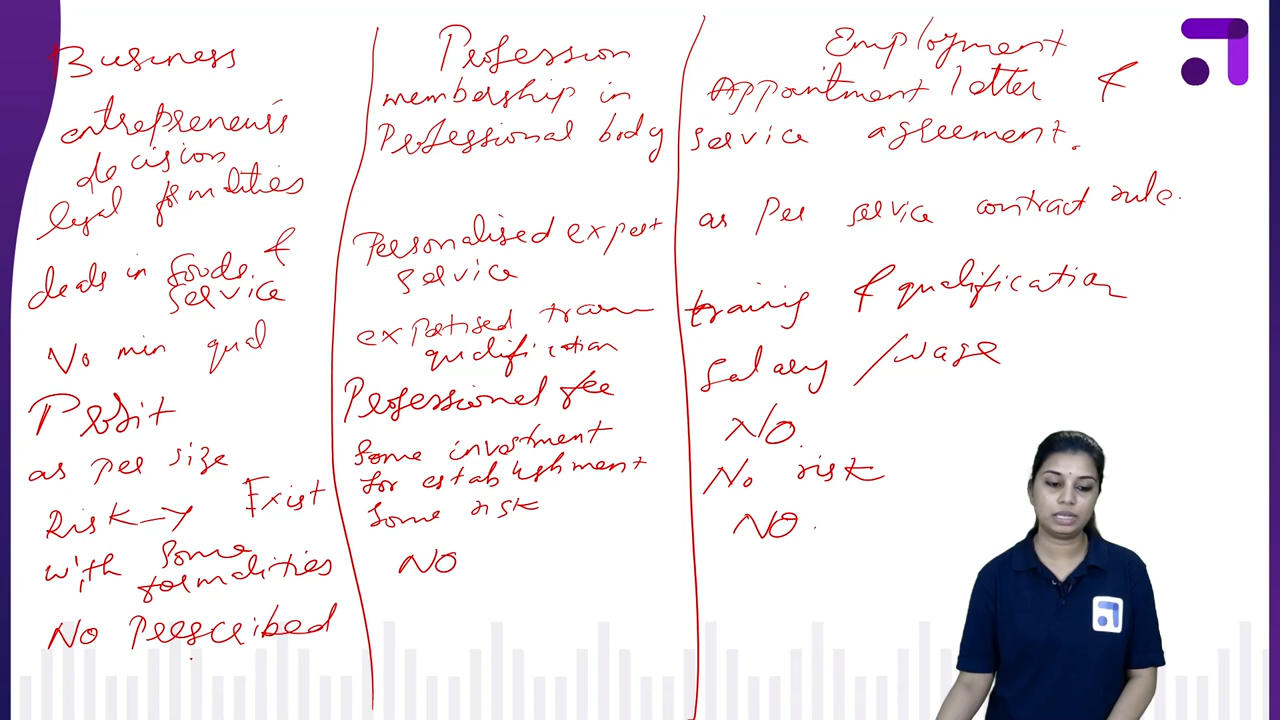 Business
entrepreneurs
decision
legal formalities
deals in goods &
service
No min qual
Profit
as per size
Risk → Exist
with some
formalities
No Prescribed
Profession
membership in
Professional body
Personalised expert
service
qualification
Professional fee
Some investment
for establishment
Some risk
NO
Employment
Appointment letter &
service agreement.
as per service contract rule.
training & qualification
Salary / wage
NO.
No risk
NO.